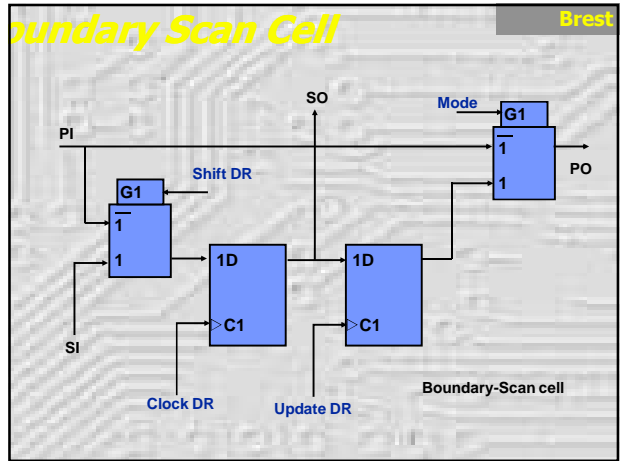 oundary Scan Cell
Brest
SO
Mode
G1
PI
1
PO
Shift DR
1
G1
1
1
1D
1D
C1
C1
SI
Boundary-Scan cell
Clock DR
Update DR